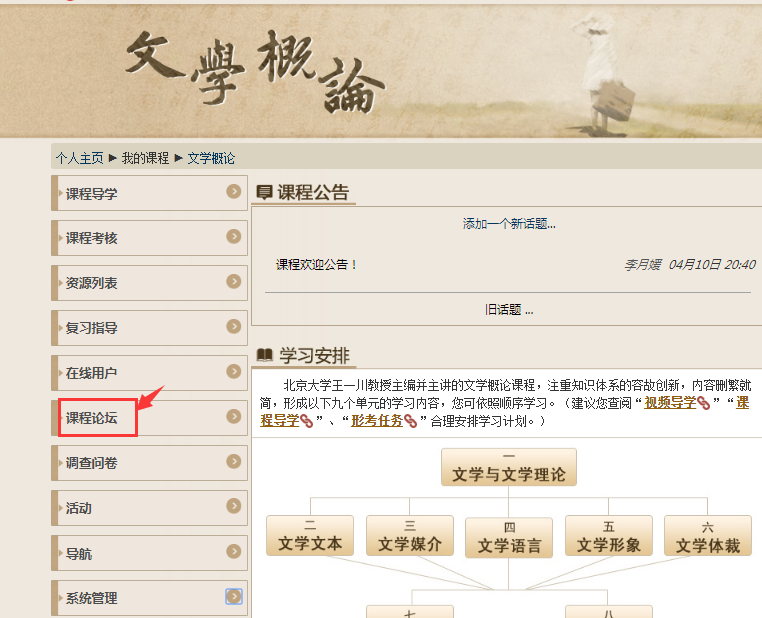 文學概論
个人主页 ► 我的课程 ► 文学概论
课程导学
课程考核
资源列表
复习指导
在线用户
课程论坛
调查问卷
活动
导航
系统管理
课程公告
添加一个新话题...
课程欢迎公告！
李月媛 04月10日 20:40
旧话题 ...
学习安排
北京大学王一川教授主编并主讲的文学概论课程，注重知识体系的容故创新，内容删繁就
简，形成以下九个单元的学习内容，您可依照顺序学习。（建议您查阅“视频导学”“课
程导学”、“形考任务”合理安排学习计划。）
一
文学与文学理论
二
文学文本
三
文学媒介
四
文学语言
五
文学形象
六
文学体裁
七
八